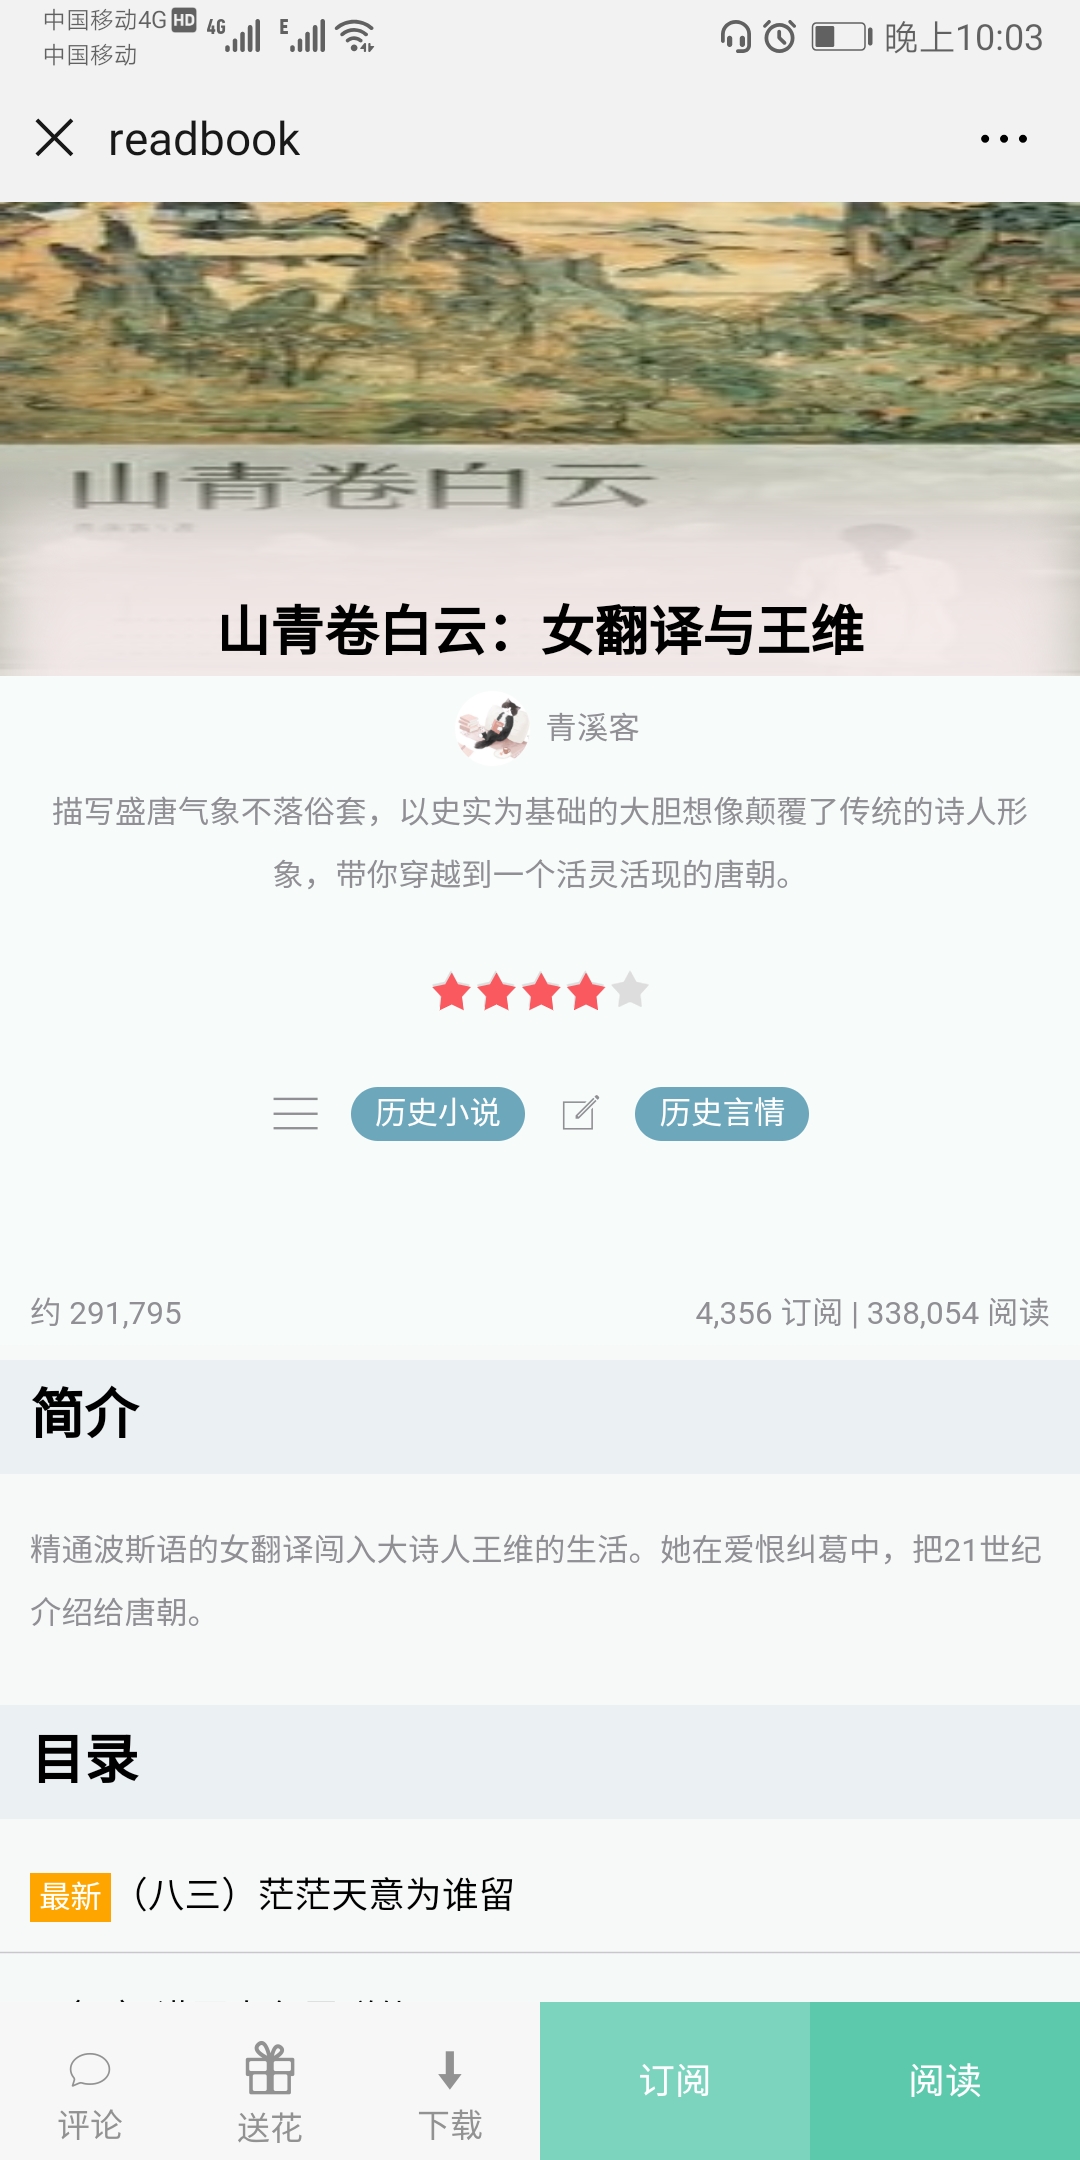 中国移动4G HD 4G E 晚上10:03
中国移动
readbook
山青卷白云
山青卷白云：女翻译与王维
青溪客
描写盛唐气象不落俗套，以史实为基础的大胆想像颠覆了传统的诗人形
象，带你穿越到一个活灵活现的唐朝。
历史小说 历史言情
约 291,795 4,356 订阅 | 338,054 阅读
简介
精通波斯语的女翻译闯入大诗人王维的生活。她在爱恨纠葛中，把21世纪
介绍给唐朝。
目录
最新 （八三）茫茫天意为谁留
评论 送花 下载 订阅 阅读